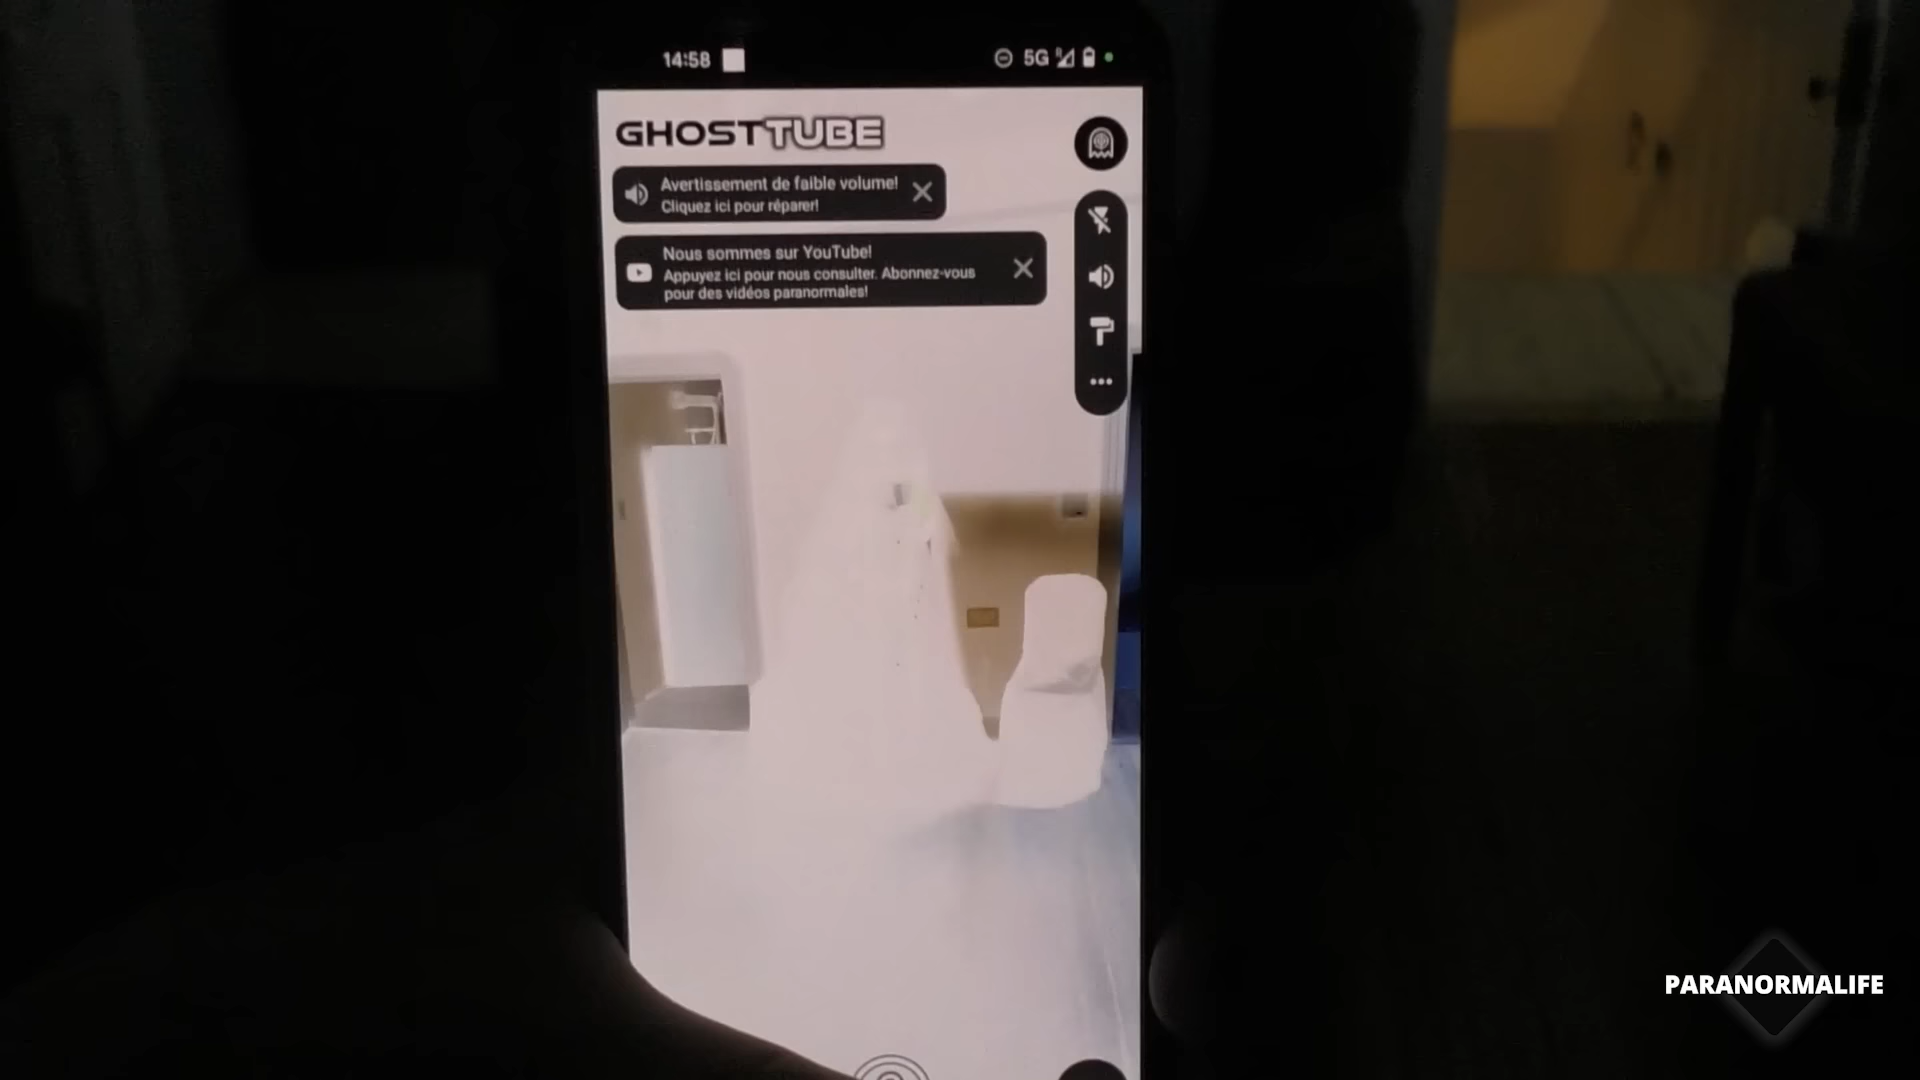 14:58
5G
GHOSTTUBE
Avertissement de faible volume!
Cliquez ici pour réparer!
Nous sommes sur YouTube!
Appuyez ici pour nous consulter. Abonnez-vous
pour des vidéos paranormales!
PARANORMALIFE